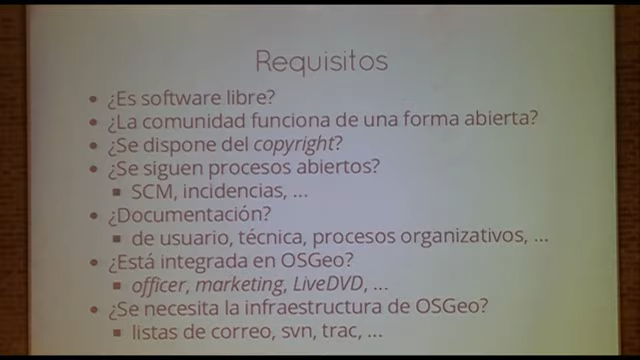 Requisitos
• ¿Es software libre?
• ¿La comunidad funciona de una forma abierta?
• ¿Se dispone del copyright?
• ¿Se siguen procesos abiertos?
▪ SCM, incidencias, ...
• ¿Documentación?
▪ de usuario, técnica, procesos organizativos, ...
• ¿Está integrada en OSGeo?
▪ officer, marketing, LiveDVD, ...
• ¿Se necesita la infraestructura de OSGeo?
▪ listas de correo, svn, trac, ...